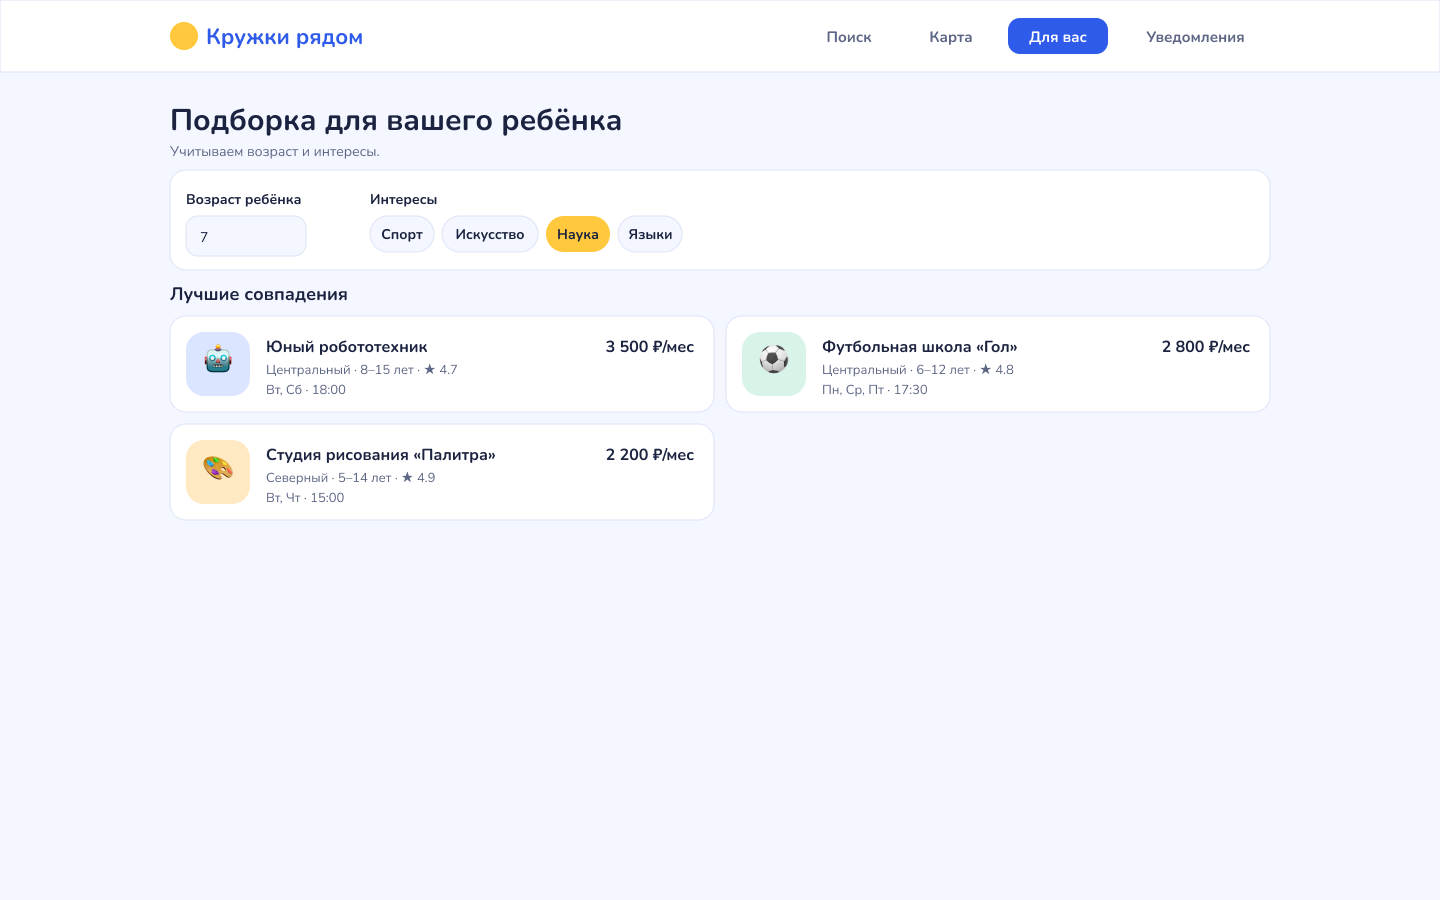 Кружки рядом
Поиск
Карта
Для вас
Уведомления
Подборка для вашего ребёнка
Учитываем возраст и интересы.
Возраст ребёнка
Интересы
7
Спорт
Искусство
Наука
Языки
Лучшие совпадения
Юный робототехник
3 500 ₽/мес
Центральный · 8–15 лет · ★ 4.7
Вт, Сб · 18:00
Футбольная школа «Гол»
2 800 ₽/мес
Центральный · 6–12 лет · ★ 4.8
Пн, Ср, Пт · 17:30
Студия рисования «Палитра»
2 200 ₽/мес
Северный · 5–14 лет · ★ 4.9
Вт, Чт · 15:00